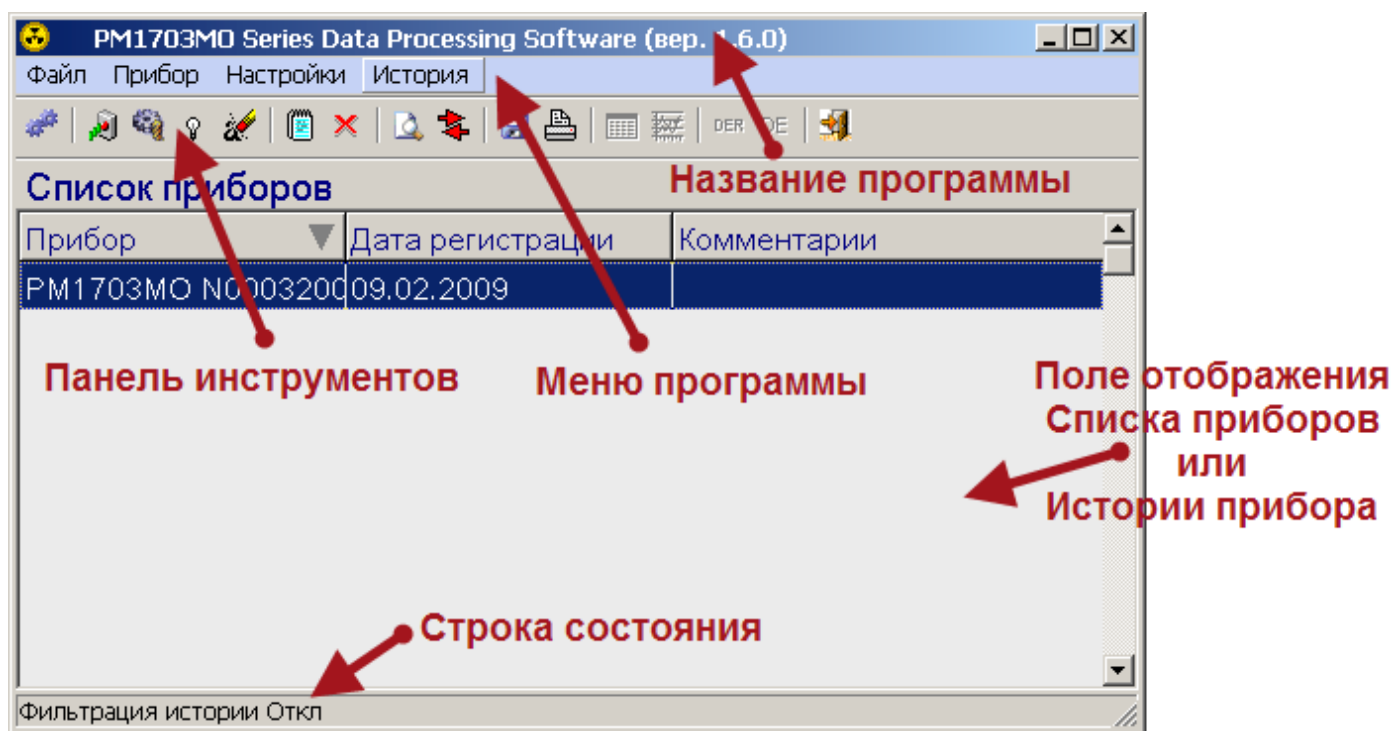 PM1703MO Series Data Processing Software (вер. 1.6.0)
Файл Прибор Настройки История
DER DE
Название программы
Список приборов
Прибор Дата регистрации Комментарии
PM1703MO N0003200 09.02.2009
Панель инструментов
Меню программы
Поле отображения
Списка приборов
или
Истории прибора
Строка состояния
Фильтрация истории Откл